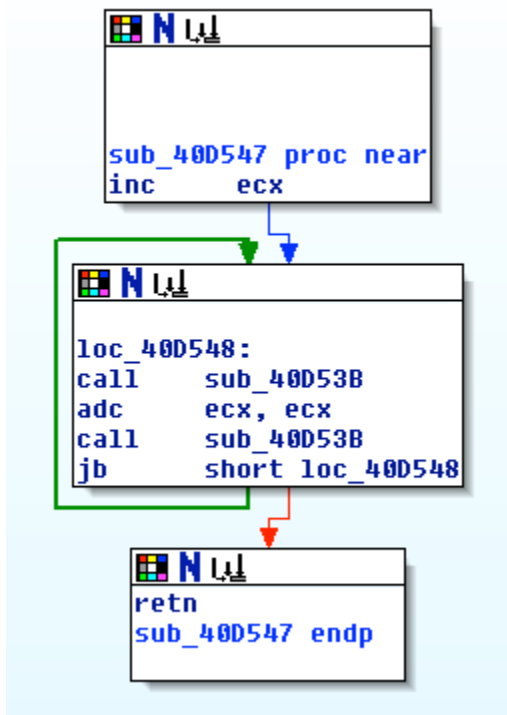 sub_40D547 proc near
inc ecx
loc_40D548:
call sub_40D53B
adc ecx, ecx
call sub_40D53B
jb short loc_40D548
retn
sub_40D547 endp